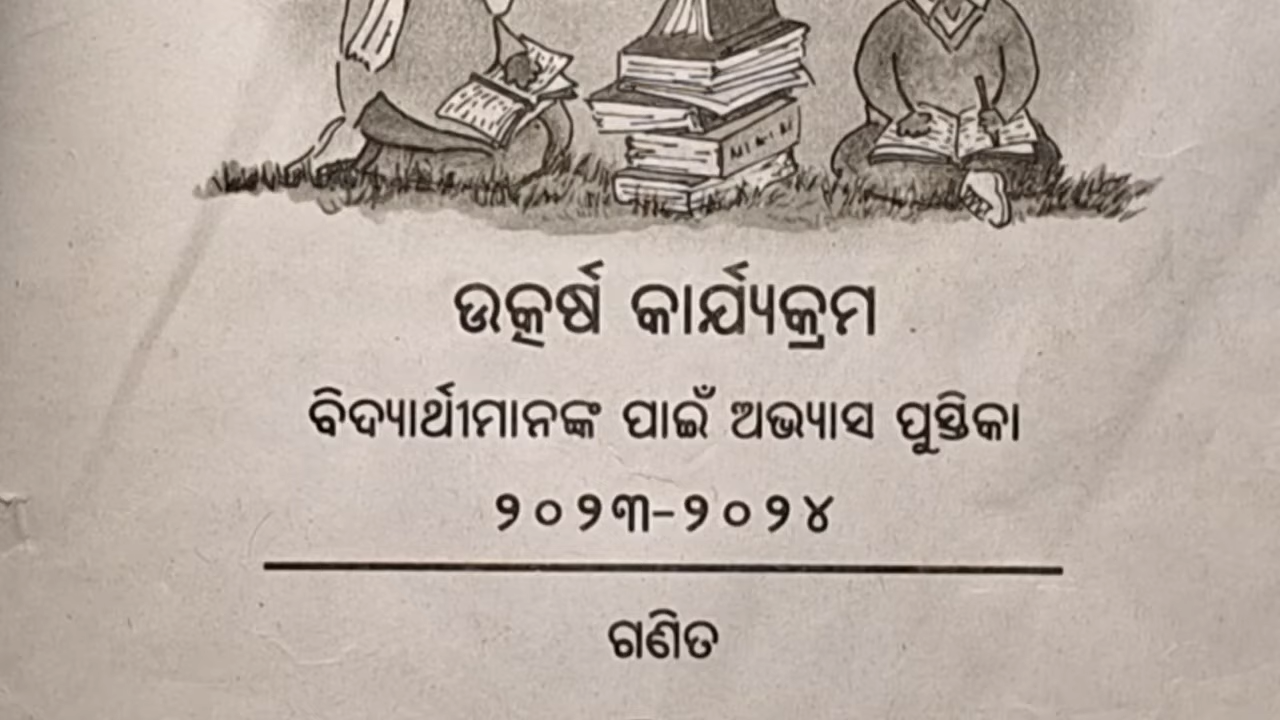 ଉତ୍କର୍ଷ କାର୍ଯ୍ୟକ୍ରମ
ବିଦ୍ୟାର୍ଥୀମାନଙ୍କ ପାଇଁ ଅଭ୍ୟାସ ପୁସ୍ତିକା
୨୦୨୩-୨୦୨୪
ଗଣିତ